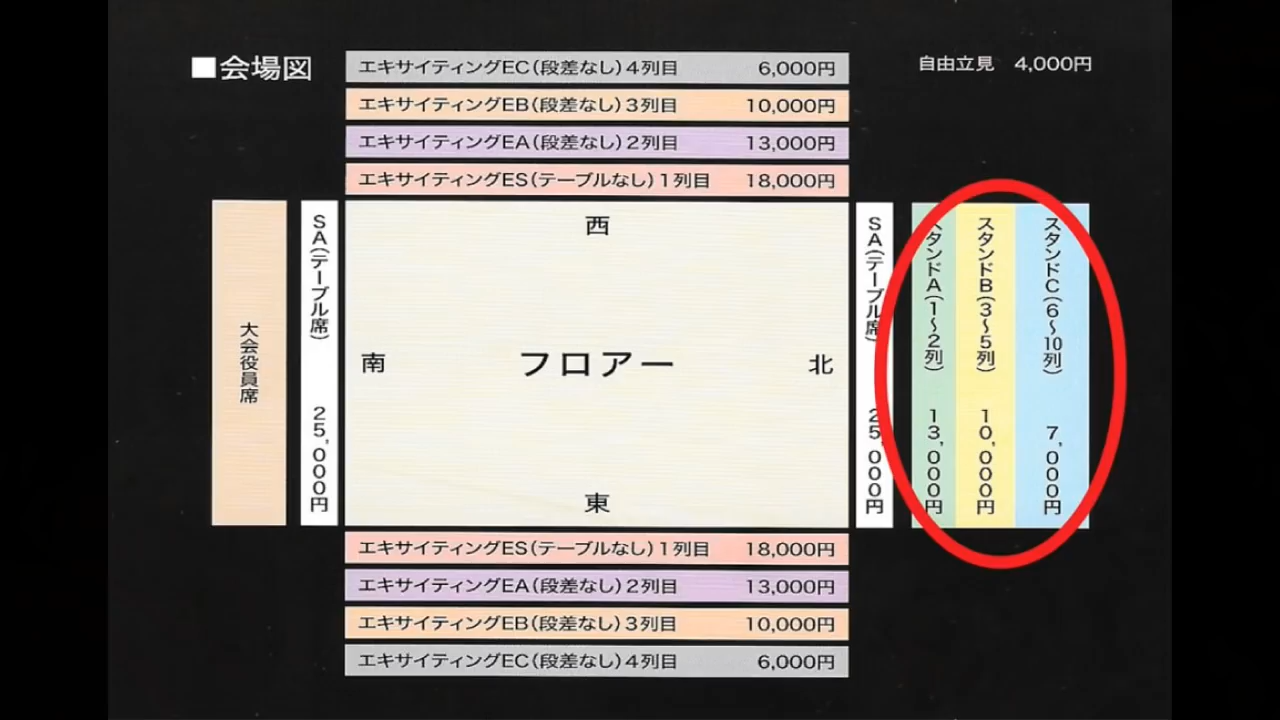 ■会場図
自由立見 4,000円
エキサイティングEC(段差なし)4列目 6,000円
エキサイティングEB(段差なし)3列目 10,000円
エキサイティングEA(段差なし)2列目 13,000円
エキサイティングES(テーブルなし)1列目 18,000円
大会役員席
SA(テーブル席) 25,000円
西
南
フロアー
北
東
SA(テーブル席) 25,000円
スタンドA(1〜2列) 13,000円
スタンドB(3〜5列) 10,000円
スタンドC(6〜10列) 7,000円
エキサイティングES(テーブルなし)1列目 18,000円
エキサイティングEA(段差なし)2列目 13,000円
エキサイティングEB(段差なし)3列目 10,000円
エキサイティングEC(段差なし)4列目 6,000円